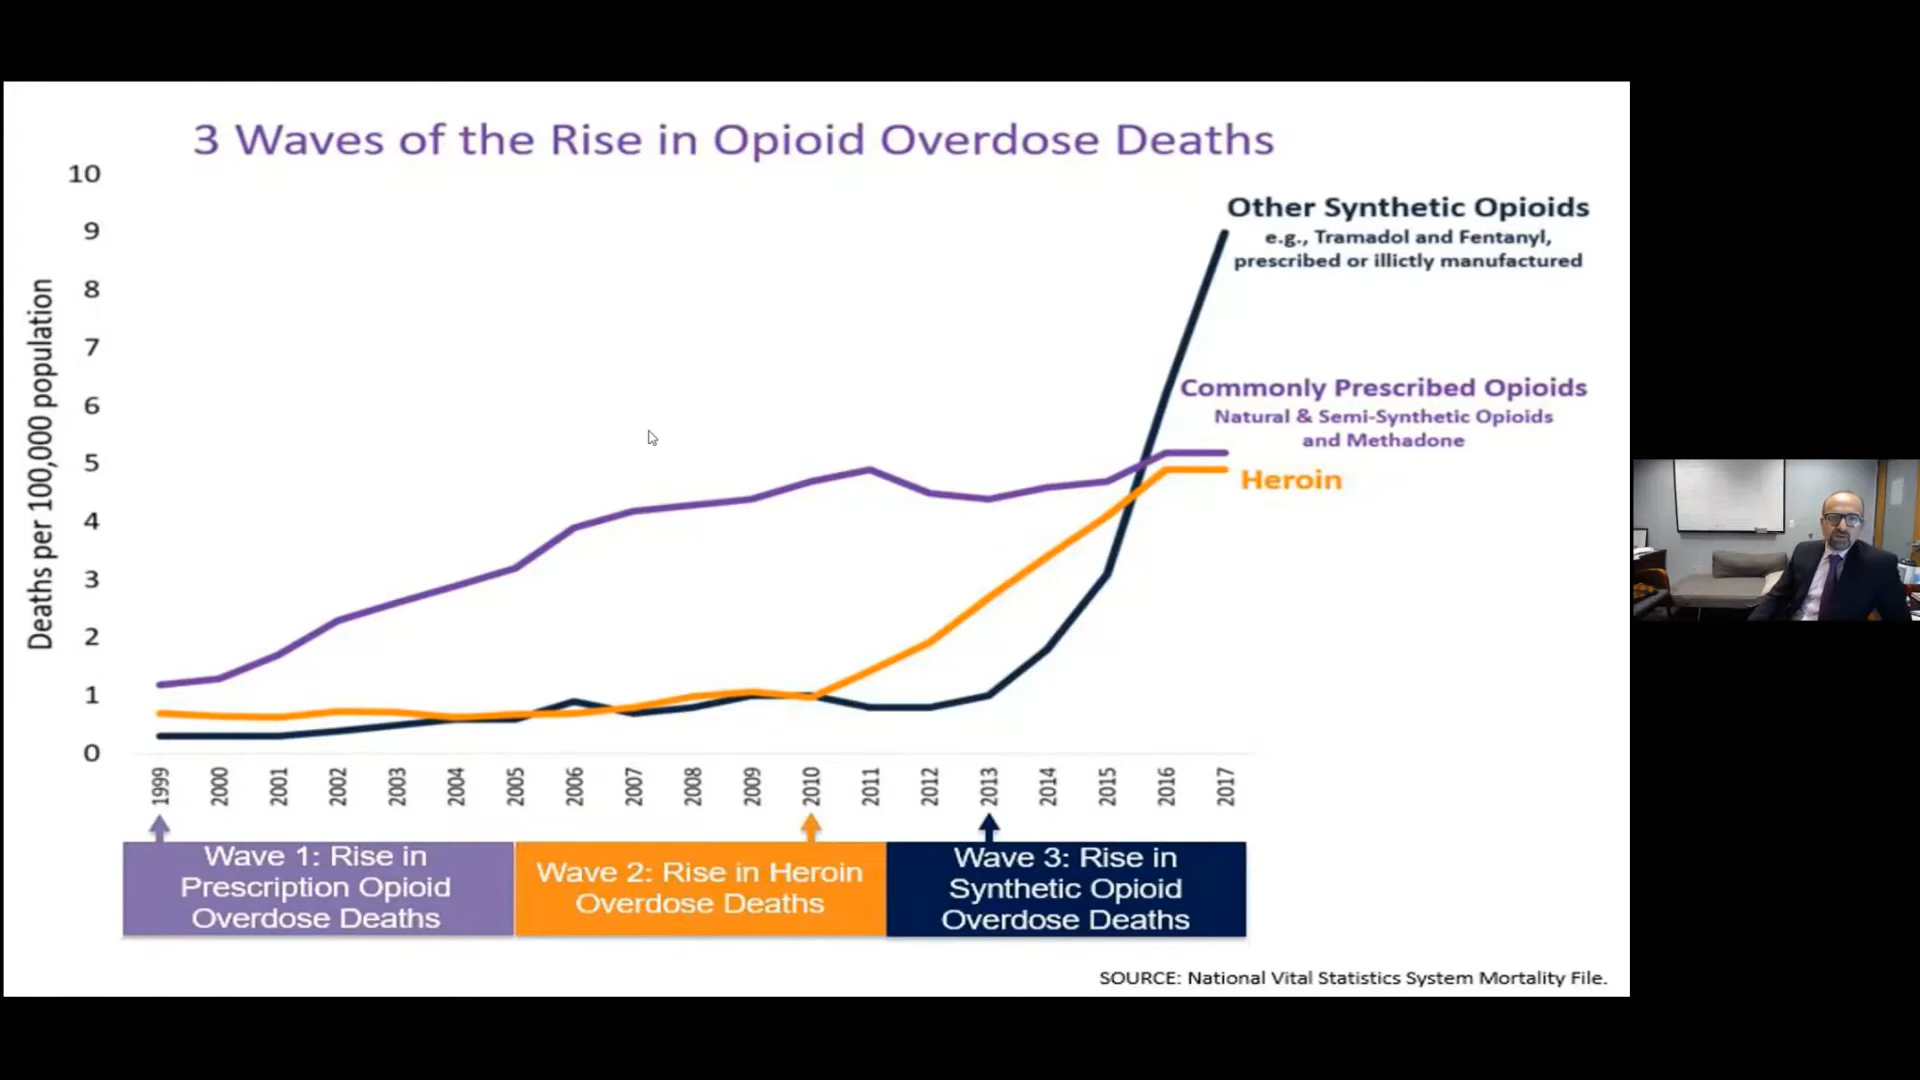 3 Waves of the Rise in Opioid Overdose Deaths
10
9
8
7
6
5
4
3
2
1
0
Deaths per 100,000 population
Other Synthetic Opioids
e.g., Tramadol and Fentanyl,
prescribed or illictly manufactured
Commonly Prescribed Opioids
Natural & Semi-Synthetic Opioids
and Methadone
Heroin
1999
2000
2001
2002
2003
2004
2005
2006
2007
2008
2009
2010
2011
2012
2013
2014
2015
2016
2017
Wave 1: Rise in
Prescription Opioid
Overdose Deaths
Wave 2: Rise in Heroin
Overdose Deaths
Wave 3: Rise in
Synthetic Opioid
Overdose Deaths
SOURCE: National Vital Statistics System Mortality File.